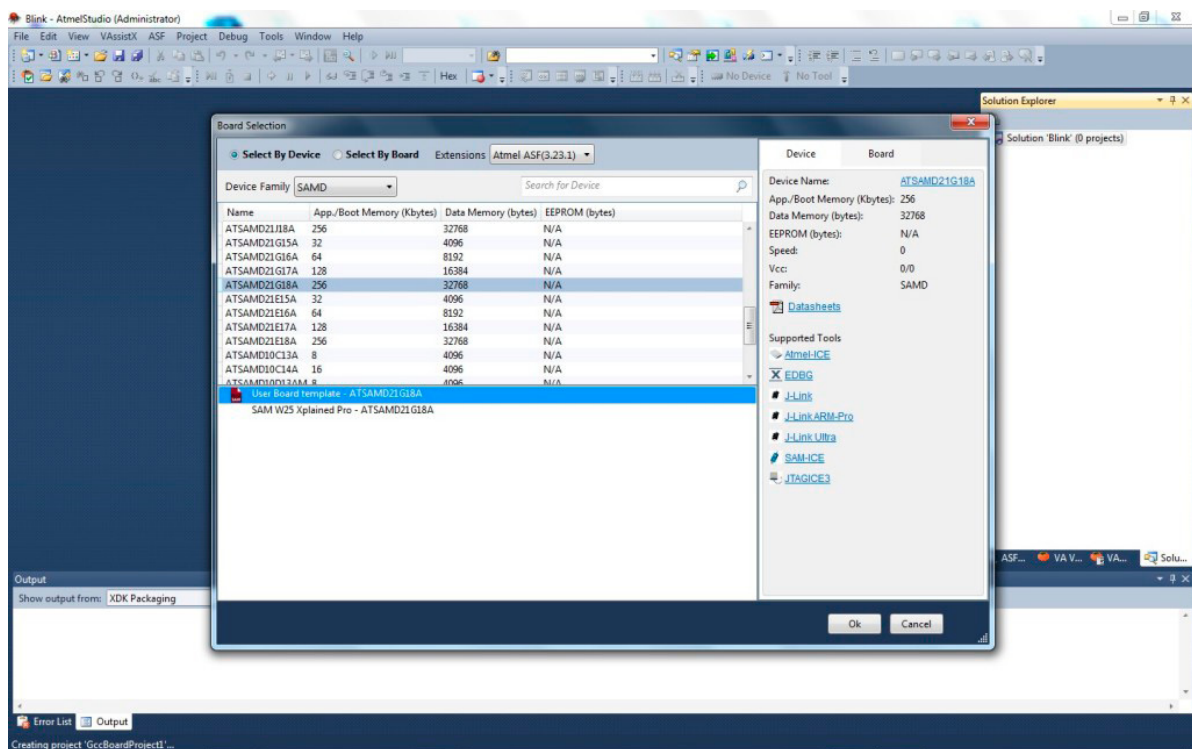 Blink - AtmelStudio (Administrator)
File Edit View VAssistX ASF Project Debug Tools Window Help
Hex No Device No Tool
Solution Explorer
Solution 'Blink' (0 projects)
Board Selection
Select By Device Select By Board Extensions Atmel ASF(3.23.1)
Device Family SAMD Search for Device
Name App./Boot Memory (Kbytes) Data Memory (bytes) EEPROM (bytes)
ATSAMD21J18A 256 32768 N/A
ATSAMD21G15A 32 4096 N/A
ATSAMD21G16A 64 8192 N/A
ATSAMD21G17A 128 16384 N/A
ATSAMD21G18A 256 32768 N/A
ATSAMD21E15A 32 4096 N/A
ATSAMD21E16A 64 8192 N/A
ATSAMD21E17A 128 16384 N/A
ATSAMD21E18A 256 32768 N/A
ATSAMD10C13A 8 4096 N/A
ATSAMD10C14A 16 4096 N/A
ATSAMD10D13AM 8 4096 N/A
User Board template - ATSAMD21G18A
SAM W25 Xplained Pro - ATSAMD21G18A
Device Board
Device Name: ATSAMD21G18A
App./Boot Memory (Kbytes): 256
Data Memory (bytes): 32768
EEPROM (bytes): N/A
Speed: 0
Vcc: 0/0
Family: SAMD
Datasheets
Supported Tools
Atmel-ICE
EDBG
J-Link
J-Link ARM-Pro
J-Link Ultra
SAM-ICE
JTAGICE3
Ok Cancel
ASF... VA V... VA... Solu...
Output
Show output from: XDK Packaging
Error List Output
Creating project 'GccBoardProject1'...